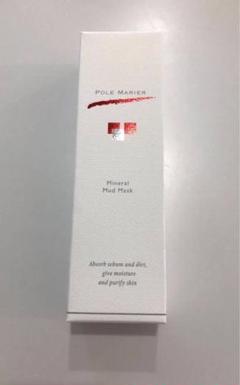 POLE MARIER
Mineral
Mud Mask
Absorb sebum and dirt,
give moisture
and purify skin